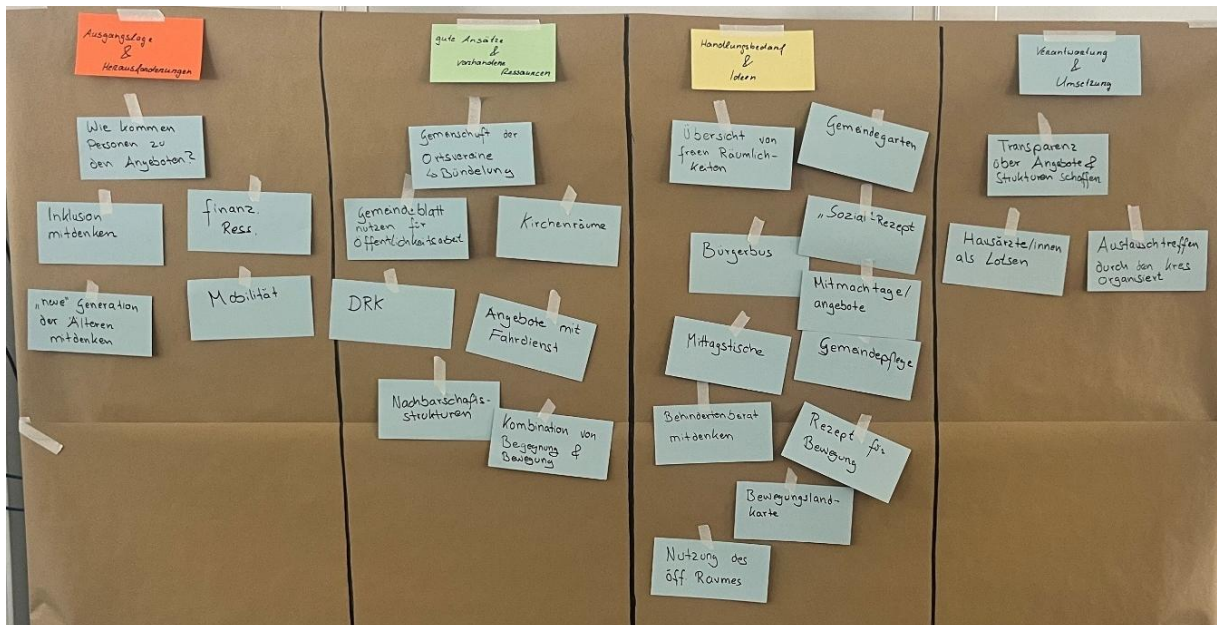 Ausgangslage
&
Herausforderungen
Wie kommen
Personen zu
den Angeboten?
Inklusion
mitdenken
finanz.
Ress.
"neue" Generation
der Älteren
mitdenken
Mobilität
gute Ansätze
&
vorhandene
Ressourcen
Gemeinschaft der
Ortsvereine
↳ Bündelung
Gemeindeblatt
nutzen für
Öffentlichkeitsarbeit
Kirchenräume
DRK
Angebote mit
Fahrdienst
Nachbarschafts-
strukturen
Kombination von
Begegnung &
Bewegung
Handlungsbedarf
&
Ideen
Übersicht von
freien Räumlich-
keiten
Gemeindegarten
Bürgerbus
"Sozial"-Rezept
Mitmachtage/
angebote
Mittagstische
Gemeindepflege
Behindertenbeirat
mitdenken
Rezept für
Bewegung
Bewegungsland-
karte
Nutzung des
öff. Raumes
Verantwortung
&
Umsetzung
Transparenz
über Angebote &
Strukturen schaffen
Hausärzte/innen
als Lotsen
Austauschtreffen
durch den Kreis
organisiert